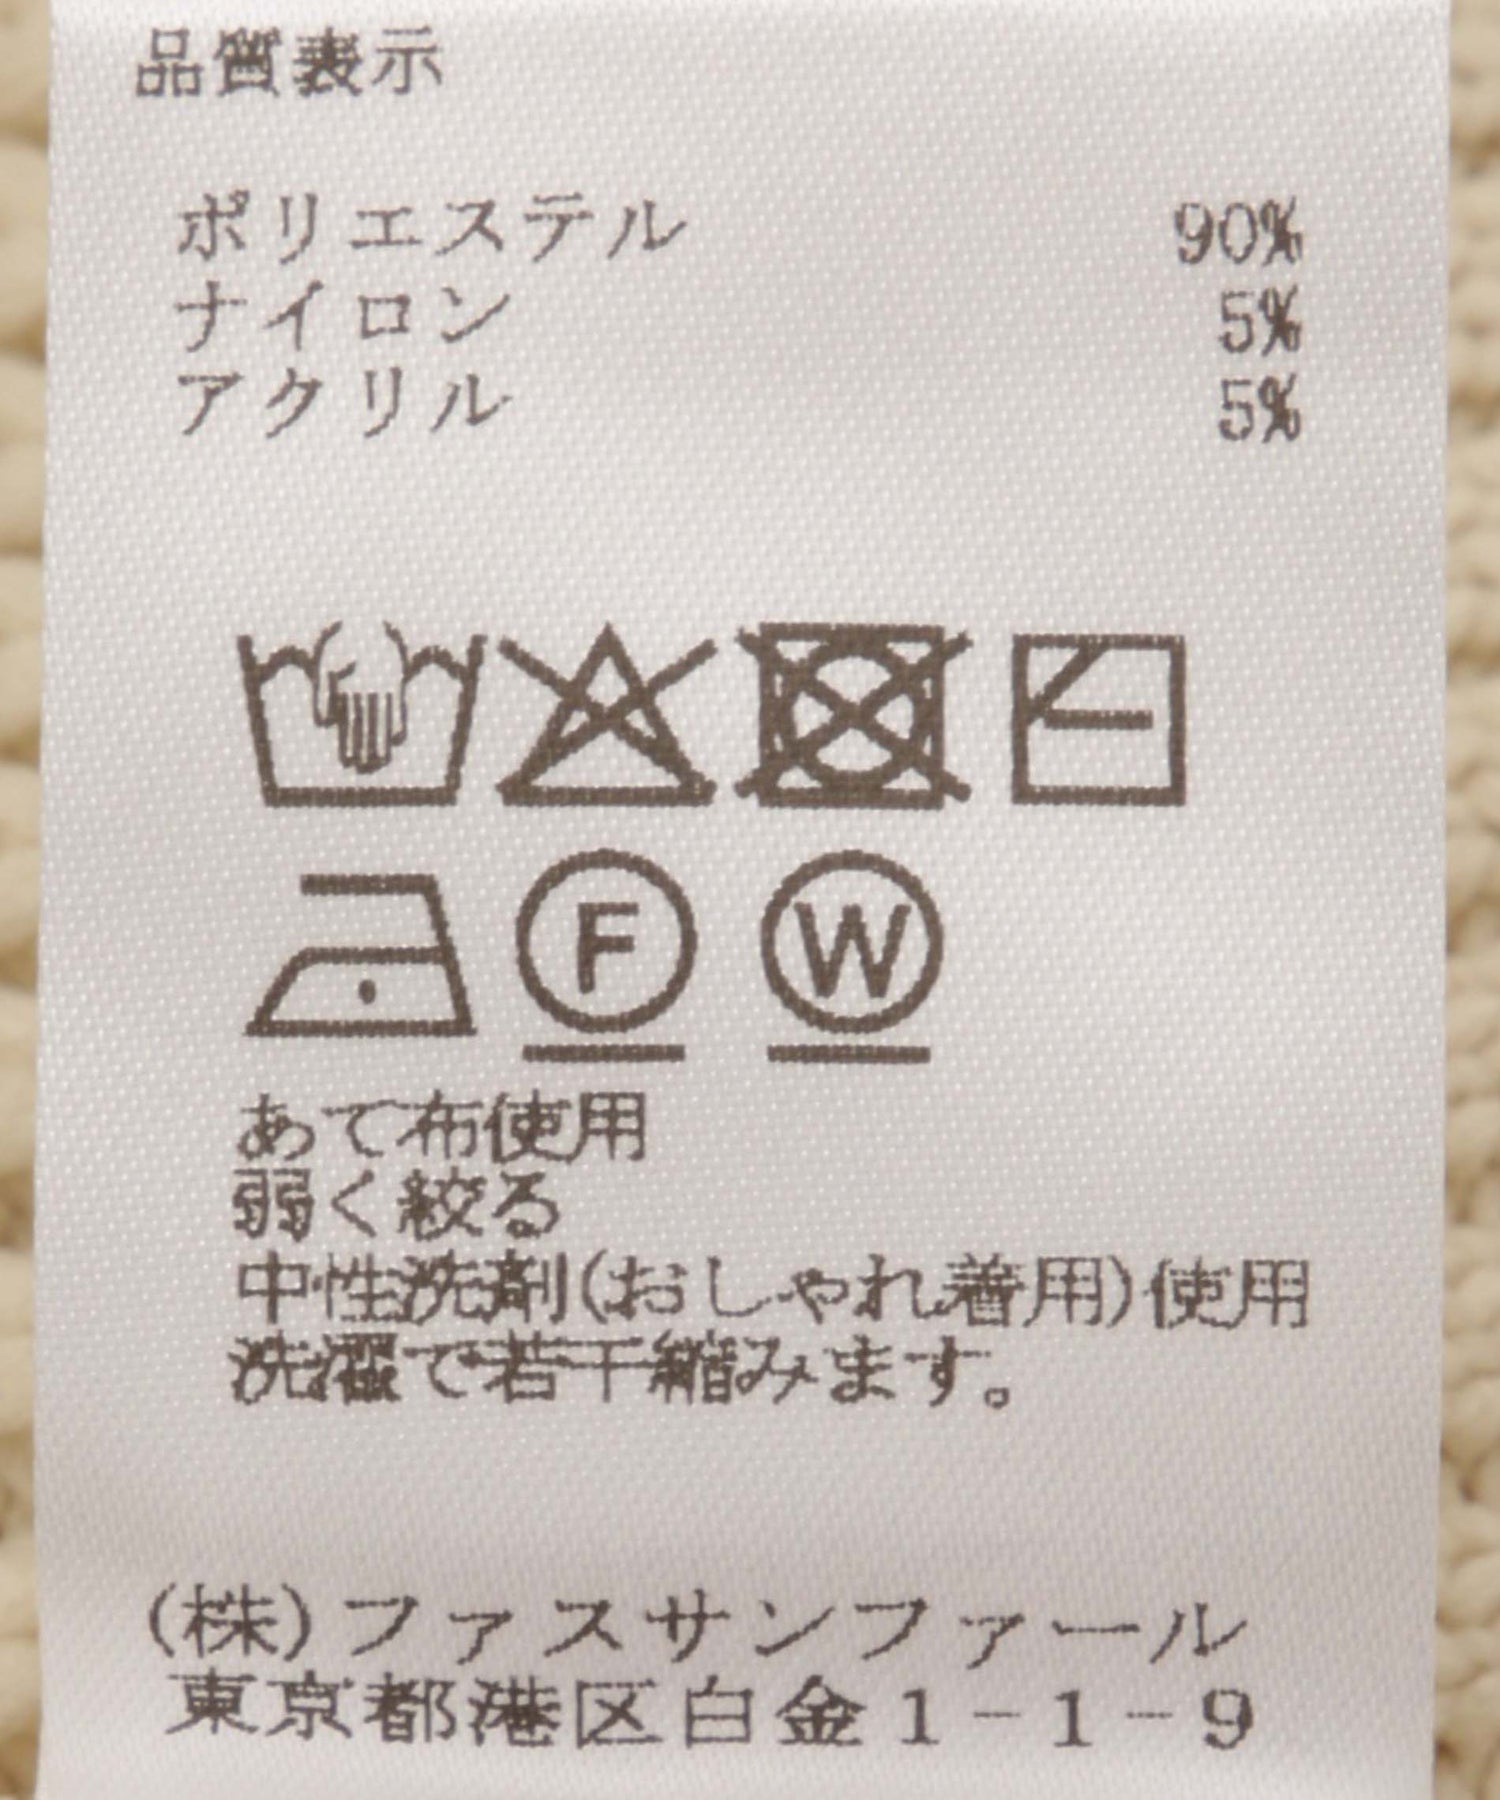 品質表示
ポリエステル 90%
ナイロン 5%
アクリル 5%
F W
あて布使用
弱く絞る
中性洗剤(おしゃれ着用)使用
洗濯で若干縮みます。
(株)ファスサンファール
東京都港区白金1-1-9